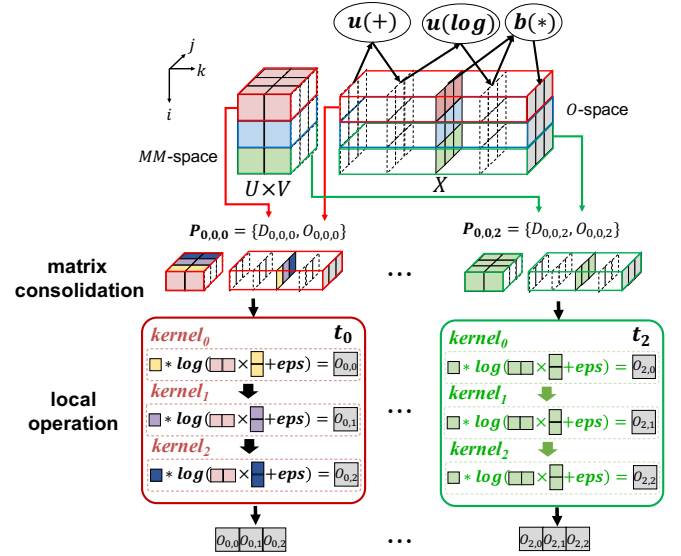 u(+) u(log) b(*)
j
k
i
O-space
MM-space
U×V X
P0,0,0 = {D0,0,0, O0,0,0} P0,0,2 = {D0,0,2, O0,0,2}
matrix
consolidation
...
kernel0 t0 kernel0 t2
* log( × +eps) = O0,0 * log( × +eps) = O2,0
kernel1 kernel1
local
operation
* log( × +eps) = O0,1 ... * log( × +eps) = O2,1
kernel2 kernel2
* log( × +eps) = O0,2 * log( × +eps) = O2,2
O0,0 O0,1 O0,2 ... O2,0 O2,1 O2,2